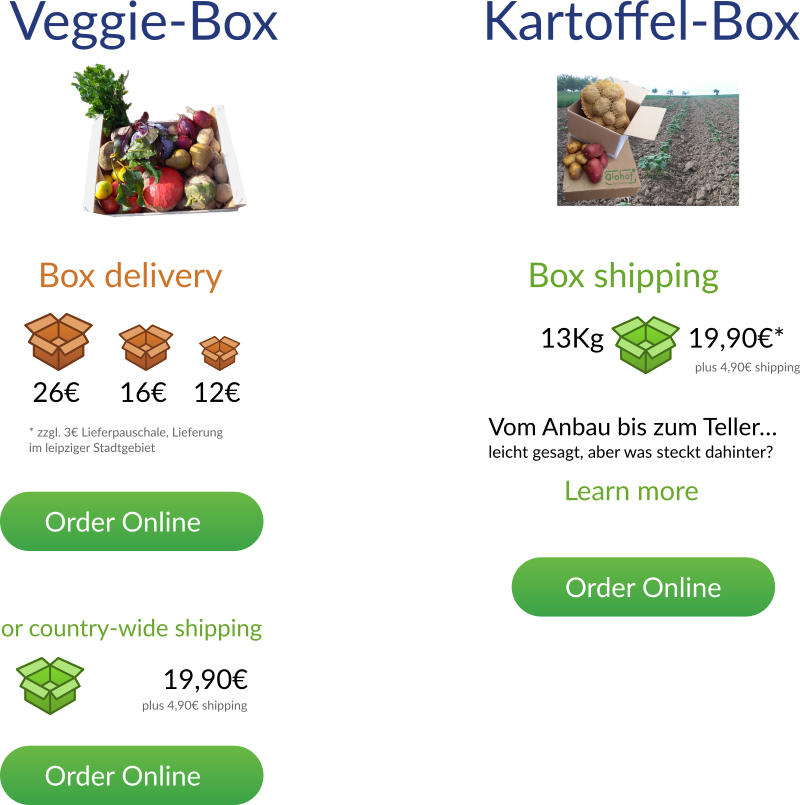 Veggie-Box
Box delivery
26€ 16€ 12€
* zzgl. 3€ Lieferpauschale, Lieferung
im leipziger Stadtgebiet
Order Online
or country-wide shipping
19,90€
plus 4,90€ shipping
Order Online
Kartoffel-Box
Biohof
Box shipping
13Kg 19,90€*
plus 4,90€ shipping
Vom Anbau bis zum Teller...
leicht gesagt, aber was steckt dahinter?
Learn more
Order Online